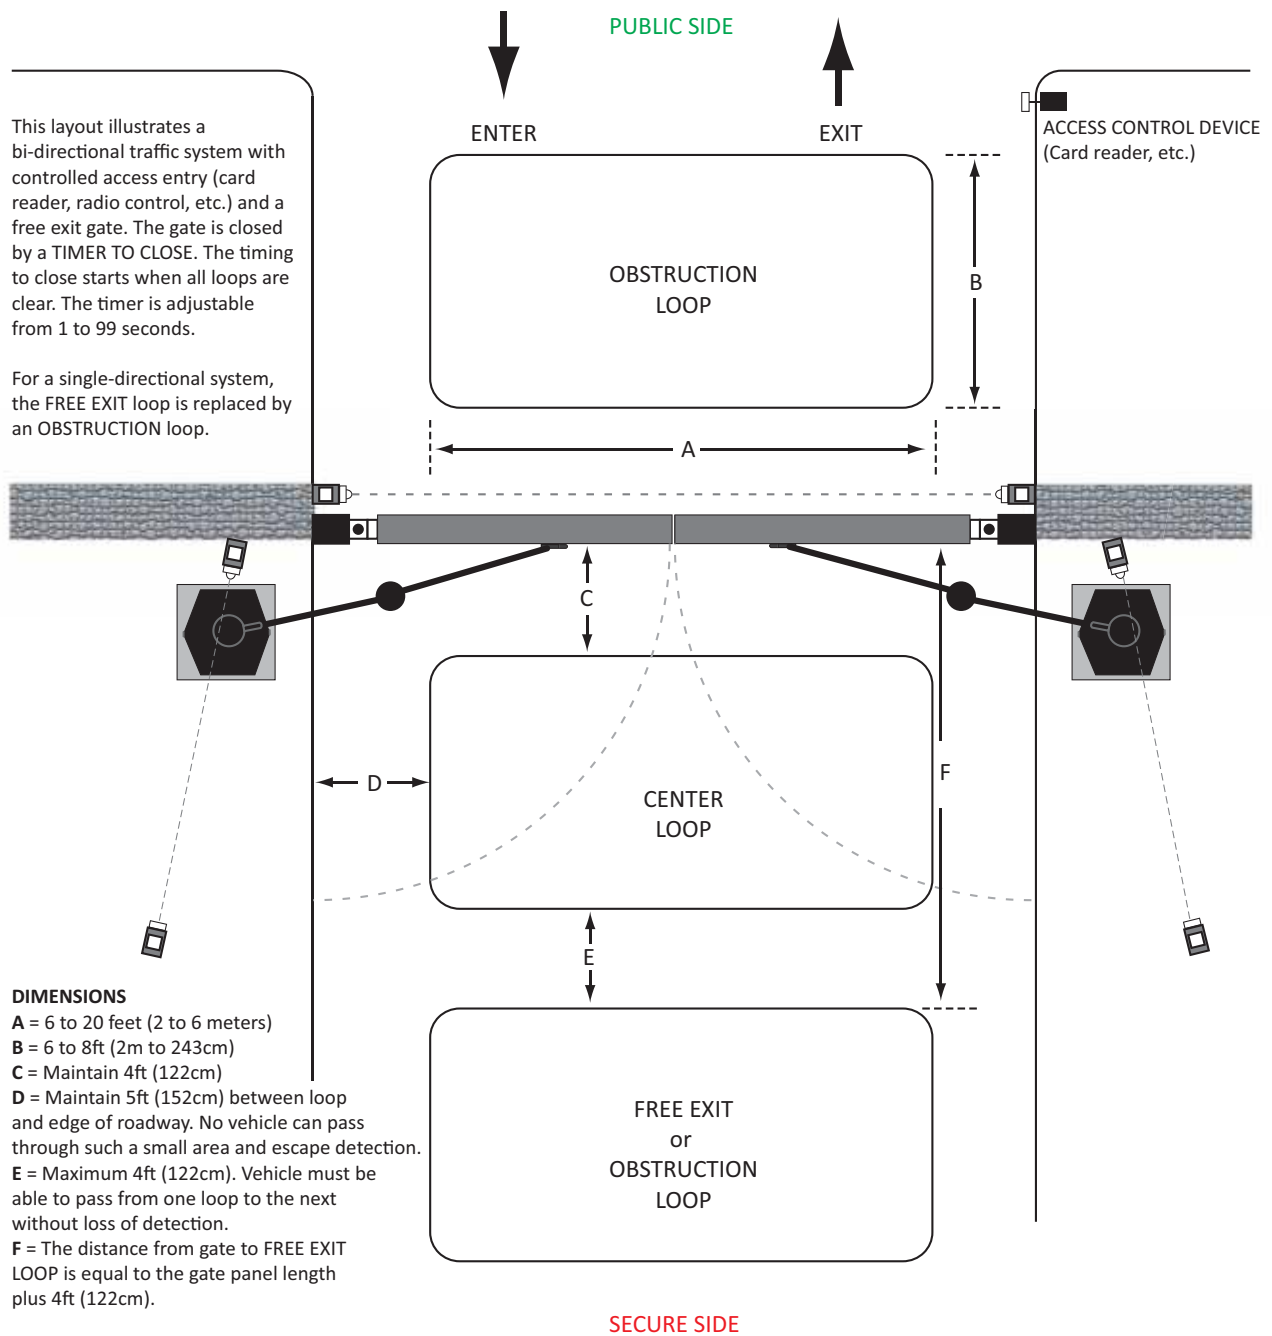 PUBLIC SIDE
ENTER
EXIT
This layout illustrates a
bi-directional traffic system with
controlled access entry (card
reader, radio control, etc.) and a
free exit gate. The gate is closed
by a TIMER TO CLOSE. The timing
to close starts when all loops are
clear. The timer is adjustable
from 1 to 99 seconds.
For a single-directional system,
the FREE EXIT loop is replaced by
an OBSTRUCTION loop.
ACCESS CONTROL DEVICE
(Card reader, etc.)
OBSTRUCTION
LOOP
B
A
C
D
CENTER
LOOP
F
E
DIMENSIONS
A = 6 to 20 feet (2 to 6 meters)
B = 6 to 8ft (2m to 243cm)
C = Maintain 4ft (122cm)
D = Maintain 5ft (152cm) between loop
and edge of roadway. No vehicle can pass
through such a small area and escape detection.
E = Maximum 4ft (122cm). Vehicle must be
able to pass from one loop to the next
without loss of detection.
F = The distance from gate to FREE EXIT
LOOP is equal to the gate panel length
plus 4ft (122cm).
FREE EXIT
or
OBSTRUCTION
LOOP
SECURE SIDE